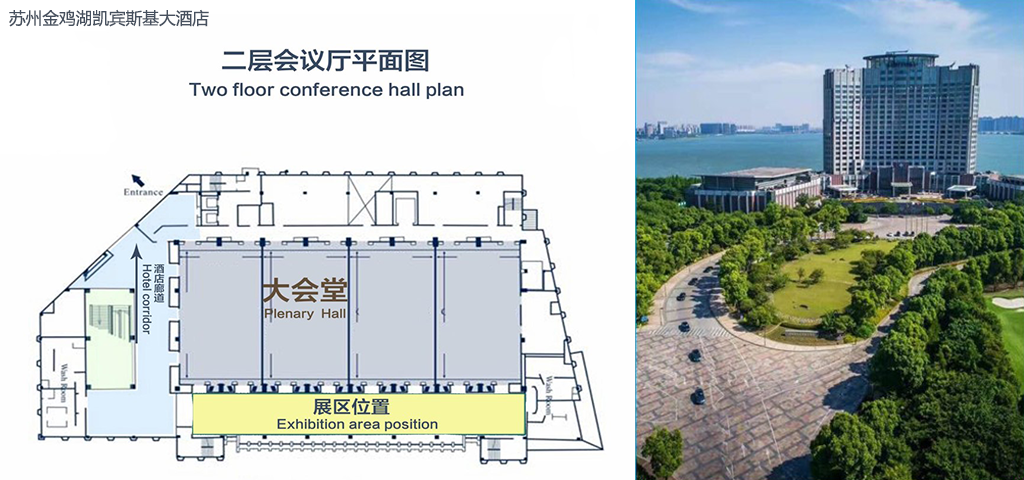 苏州金鸡湖凯宾斯基大酒店
二层会议厅平面图
Two floor conference hall plan
Entrance
酒店廊道
Hotel corridor
大会堂
Plenary Hall
Wash Room
Wash Room
展区位置
Exhibition area position